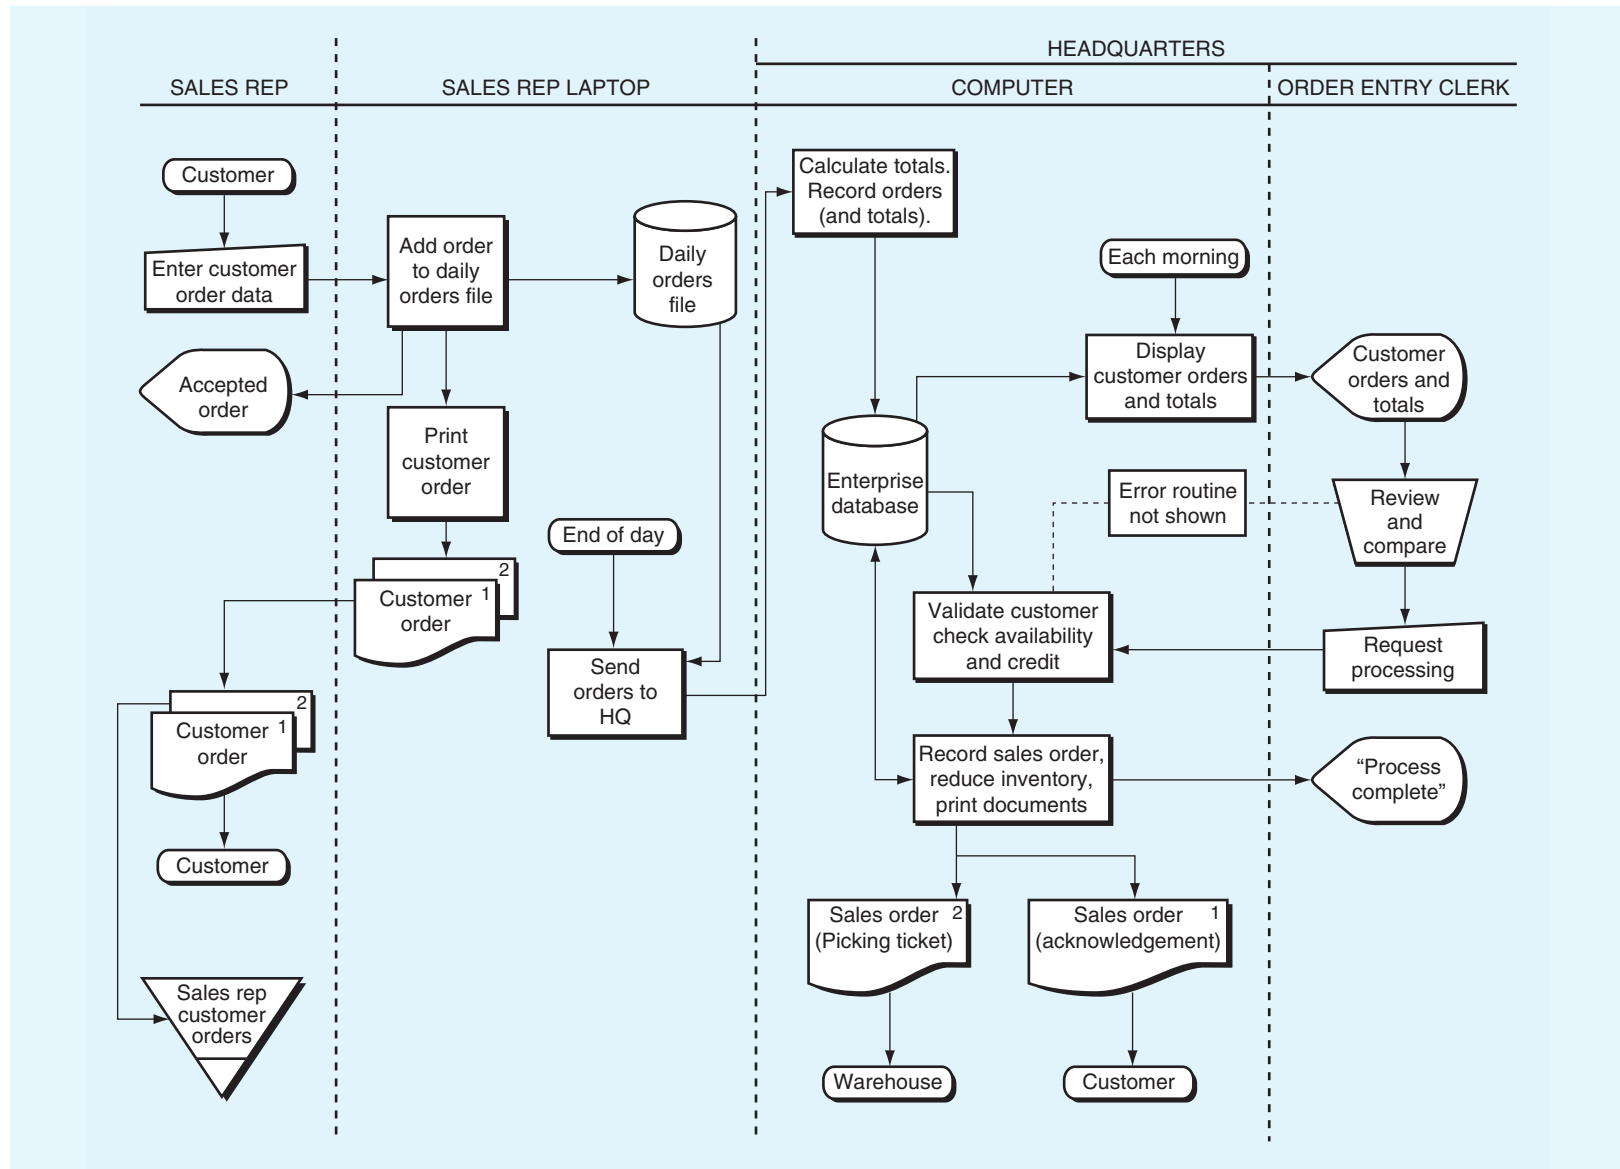 HEADQUARTERS
SALES REP
SALES REP LAPTOP
COMPUTER
ORDER ENTRY CLERK
Customer
Enter customer
order data
Accepted
order
Add order
to daily
orders file
Daily
orders
file
Print
customer
order
2
Customer 1
order
End of day
Send
orders to
HQ
2
Customer 1
order
Customer
Sales rep
customer
orders
Calculate totals.
Record orders
(and totals).
Each morning
Display
customer orders
and totals
Customer
orders and
totals
Enterprise
database
Error routine
not shown
Review
and
compare
Validate customer
check availability
and credit
Request
processing
Record sales order,
reduce inventory,
print documents
“Process
complete”
Sales order 2
(Picking ticket)
Sales order 1
(acknowledgement)
Warehouse
Customer